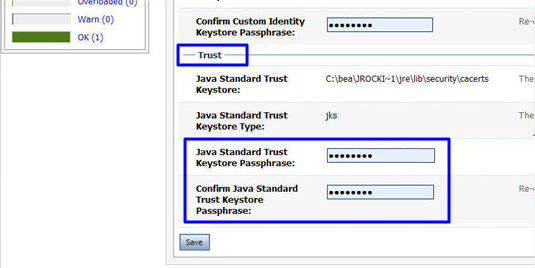 Overloaded (0)
Warn (0)
OK (1)
Confirm Custom Identity
Keystore Passphrase:
●●●●●●●●
Trust
Java Standard Trust
Keystore:
C:\bea\JROCKI~1\jre\lib\security\cacerts
The
Java Standard Trust
Keystore Type:
jks
The
Java Standard Trust
Keystore Passphrase:
●●●●●●●●
Confirm Java Standard
Trust Keystore
Passphrase:
●●●●●●●●
Save